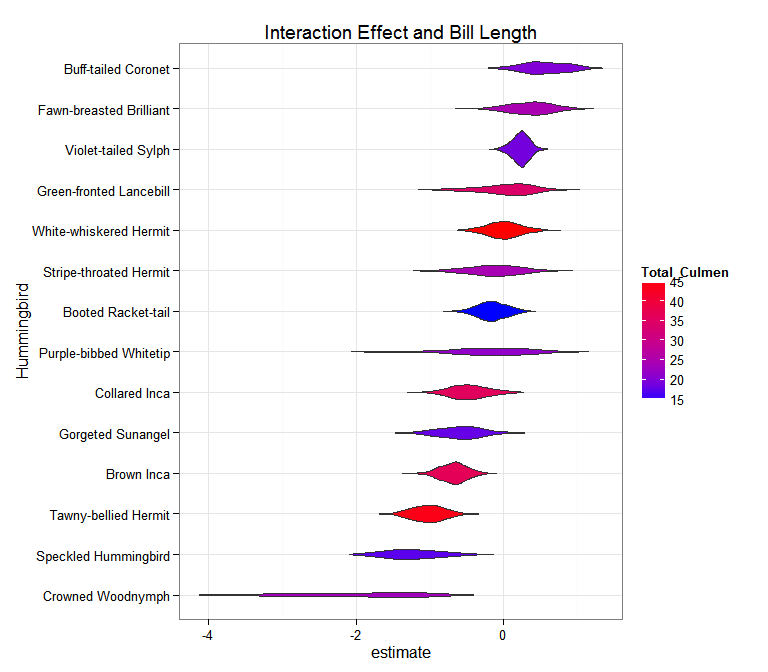 Interaction Effect and Bill Length
Hummingbird
Buff-tailed Coronet
Fawn-breasted Brilliant
Violet-tailed Sylph
Green-fronted Lancebill
White-whiskered Hermit
Stripe-throated Hermit
Booted Racket-tail
Purple-bibbed Whitetip
Collared Inca
Gorgeted Sunangel
Brown Inca
Tawny-bellied Hermit
Speckled Hummingbird
Crowned Woodnymph
-4 -2 0
estimate
Total_Culmen
45
40
35
30
25
20
15